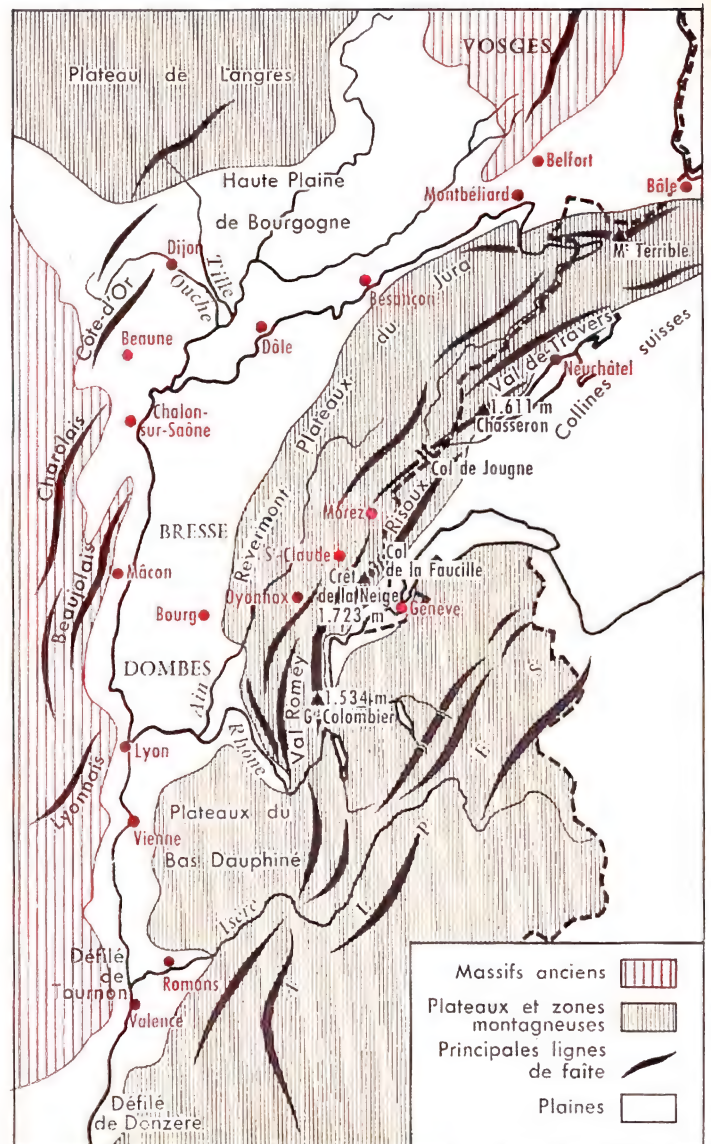 VOSGES
Plateau de Langres
Belfort
Haute Plaine
de Bourgogne
Montbéliard
Bâle
Mt Terrible
Dijon
Tille
Ouche
Côte-d'Or
Besançon
Plateaux du Jura
Beaune
Dôle
Val de Travers
Neuchâtel
Collines suisses
1.611 m
Chasseron
Chalon-
sur-Saône
Charolais
Col de Jougne
BRESSE
Revermont
Morez
Risoux
St Claude
Col
de la Faucille
Crêt
de la Neige
1.723 m
Mâcon
Beaujolais
Oyonnax
Genève
Bourg
DOMBES
Ain
Val Romey
1.534 m
Gd Colombier
Rhône
Lyon
Lyonnais
Plateaux du
Bas Dauphiné
Vienne
ALPES
Isère
Défilé
de
Tournon
Romans
Valence
Défilé
de Donzère
Massifs anciens
Plateaux et zones
montagneuses
Principales lignes
de faîte
Plaines